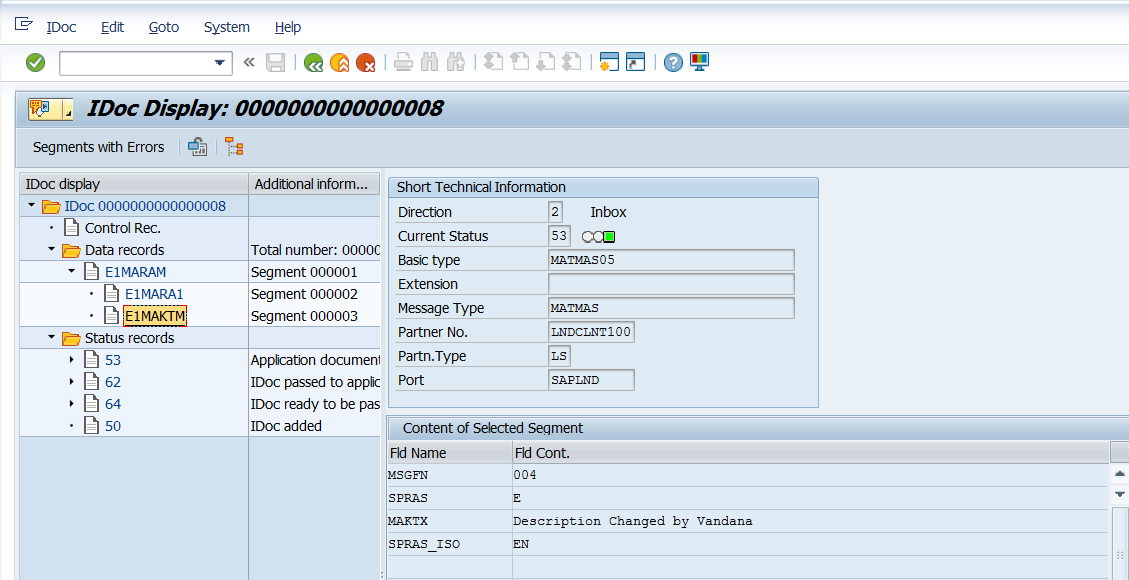 IDoc Edit Goto System Help
IDoc Display: 0000000000000008
Segments with Errors
IDoc display Additional inform...
IDoc 0000000000000008
Control Rec.
Data records Total number: 00000
E1MARAM Segment 000001
E1MARA1 Segment 000002
E1MAKTM Segment 000003
Status records
53 Application document
62 IDoc passed to applic
64 IDoc ready to be pas
50 IDoc added
Short Technical Information
Direction 2 Inbox
Current Status 53
Basic type MATMAS05
Extension
Message Type MATMAS
Partner No. LNDCLNT100
Partn.Type LS
Port SAPLND
Content of Selected Segment
Fld Name Fld Cont.
MSGFN 004
SPRAS E
MAKTX Description Changed by Vandana
SPRAS_ISO EN